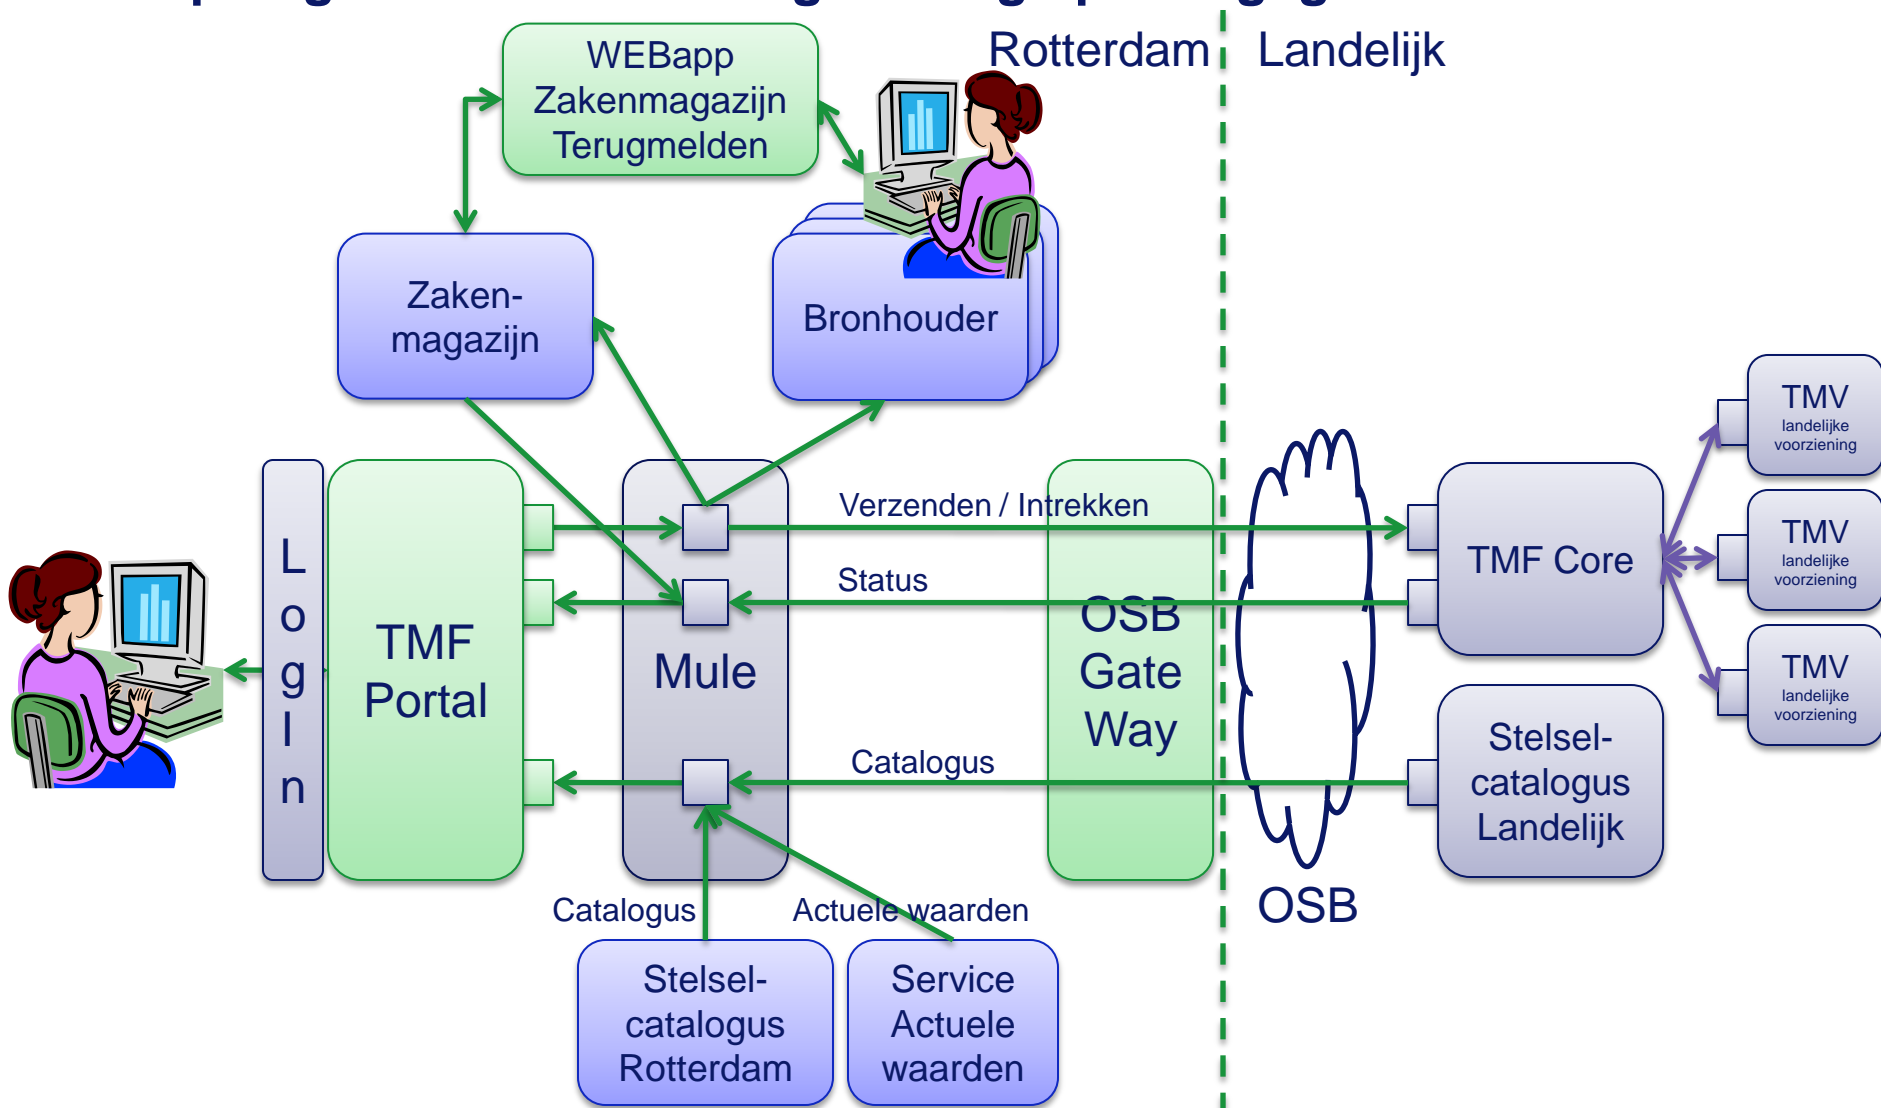 Rotterdam
Landelijk
WEBapp
Zakenmagazijn
Terugmelden
Zaken-
magazijn
Bronhouder
TMV
landelijke
voorziening
Verzenden / Intrekken
L
o
g
I
n
TMF
Portal
Mule
Status
OSB
Gate
Way
TMF Core
TMV
landelijke
voorziening
TMV
landelijke
voorziening
Catalogus
Stelsel-
catalogus
Landelijk
Catalogus
Actuele waarden
OSB
Stelsel-
catalogus
Rotterdam
Service
Actuele
waarden